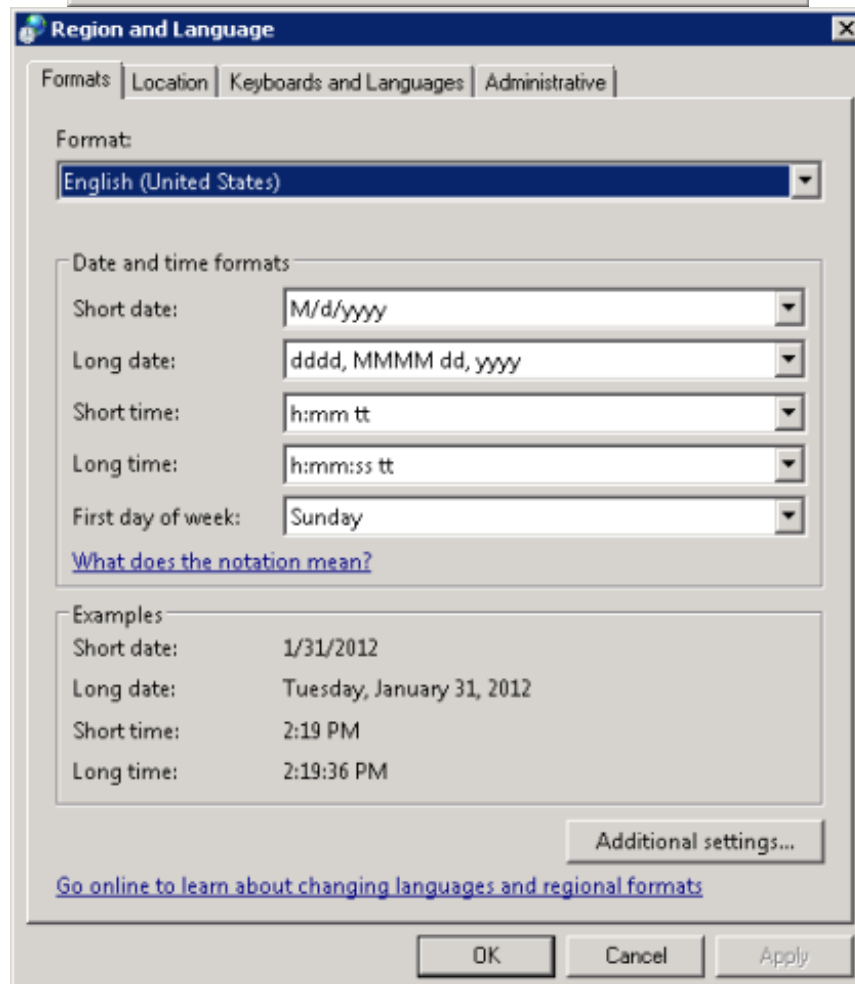 Region and Language
Formats Location Keyboards and Languages Administrative
Format:
English (United States)
Date and time formats
Short date: M/d/yyyy
Long date: dddd, MMMM dd, yyyy
Short time: h:mm tt
Long time: h:mm:ss tt
First day of week: Sunday
What does the notation mean?
Examples
Short date: 1/31/2012
Long date: Tuesday, January 31, 2012
Short time: 2:19 PM
Long time: 2:19:36 PM
Additional settings...
Go online to learn about changing languages and regional formats
OK Cancel Apply